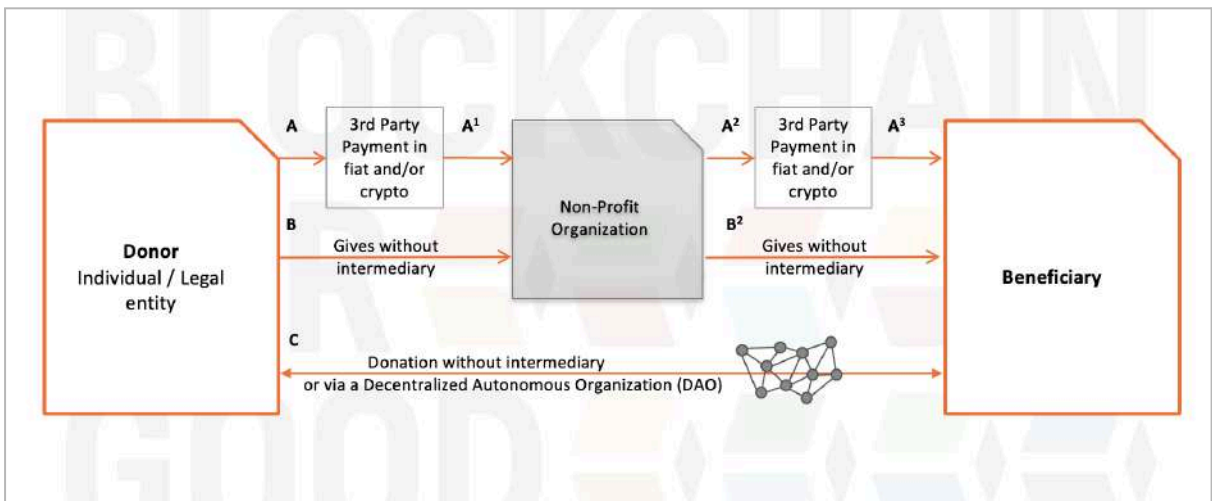 BLOCKCHAIN
A
3rd Party
Payment in
fiat and/or
crypto
A¹
A²
3rd Party
Payment in
fiat and/or
crypto
A³
Non-Profit
Organization
B
Gives without
intermediary
B²
Gives without
intermediary
Donor
Individual / Legal
entity
Beneficiary
C
Donation without intermediary
or via a Decentralized Autonomous Organization (DAO)
GOOD